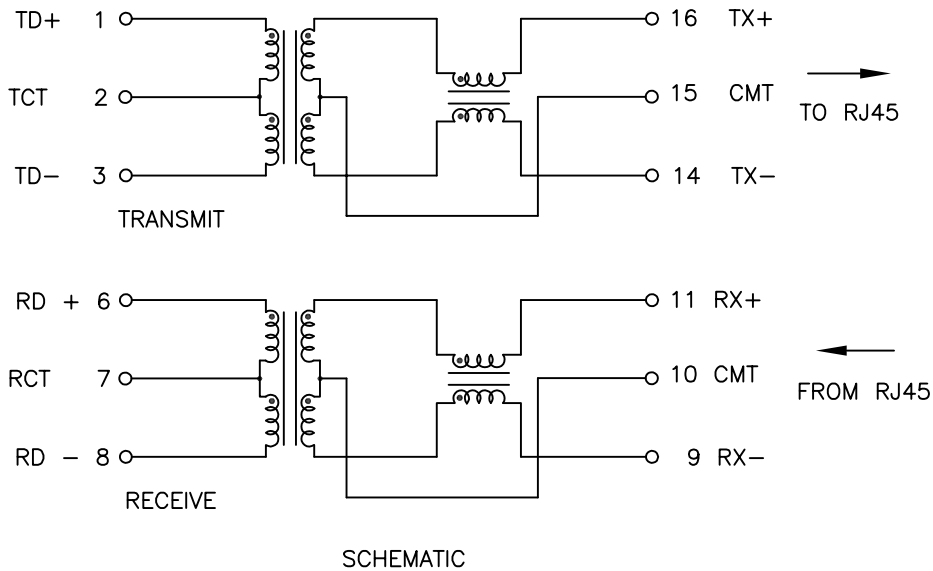 TD+ 1 16 TX+
TCT 2 15 CMT
TO RJ45
TD- 3 14 TX-
TRANSMIT
RD + 6 11 RX+
RCT 7 10 CMT
FROM RJ45
RD - 8 9 RX-
RECEIVE
SCHEMATIC